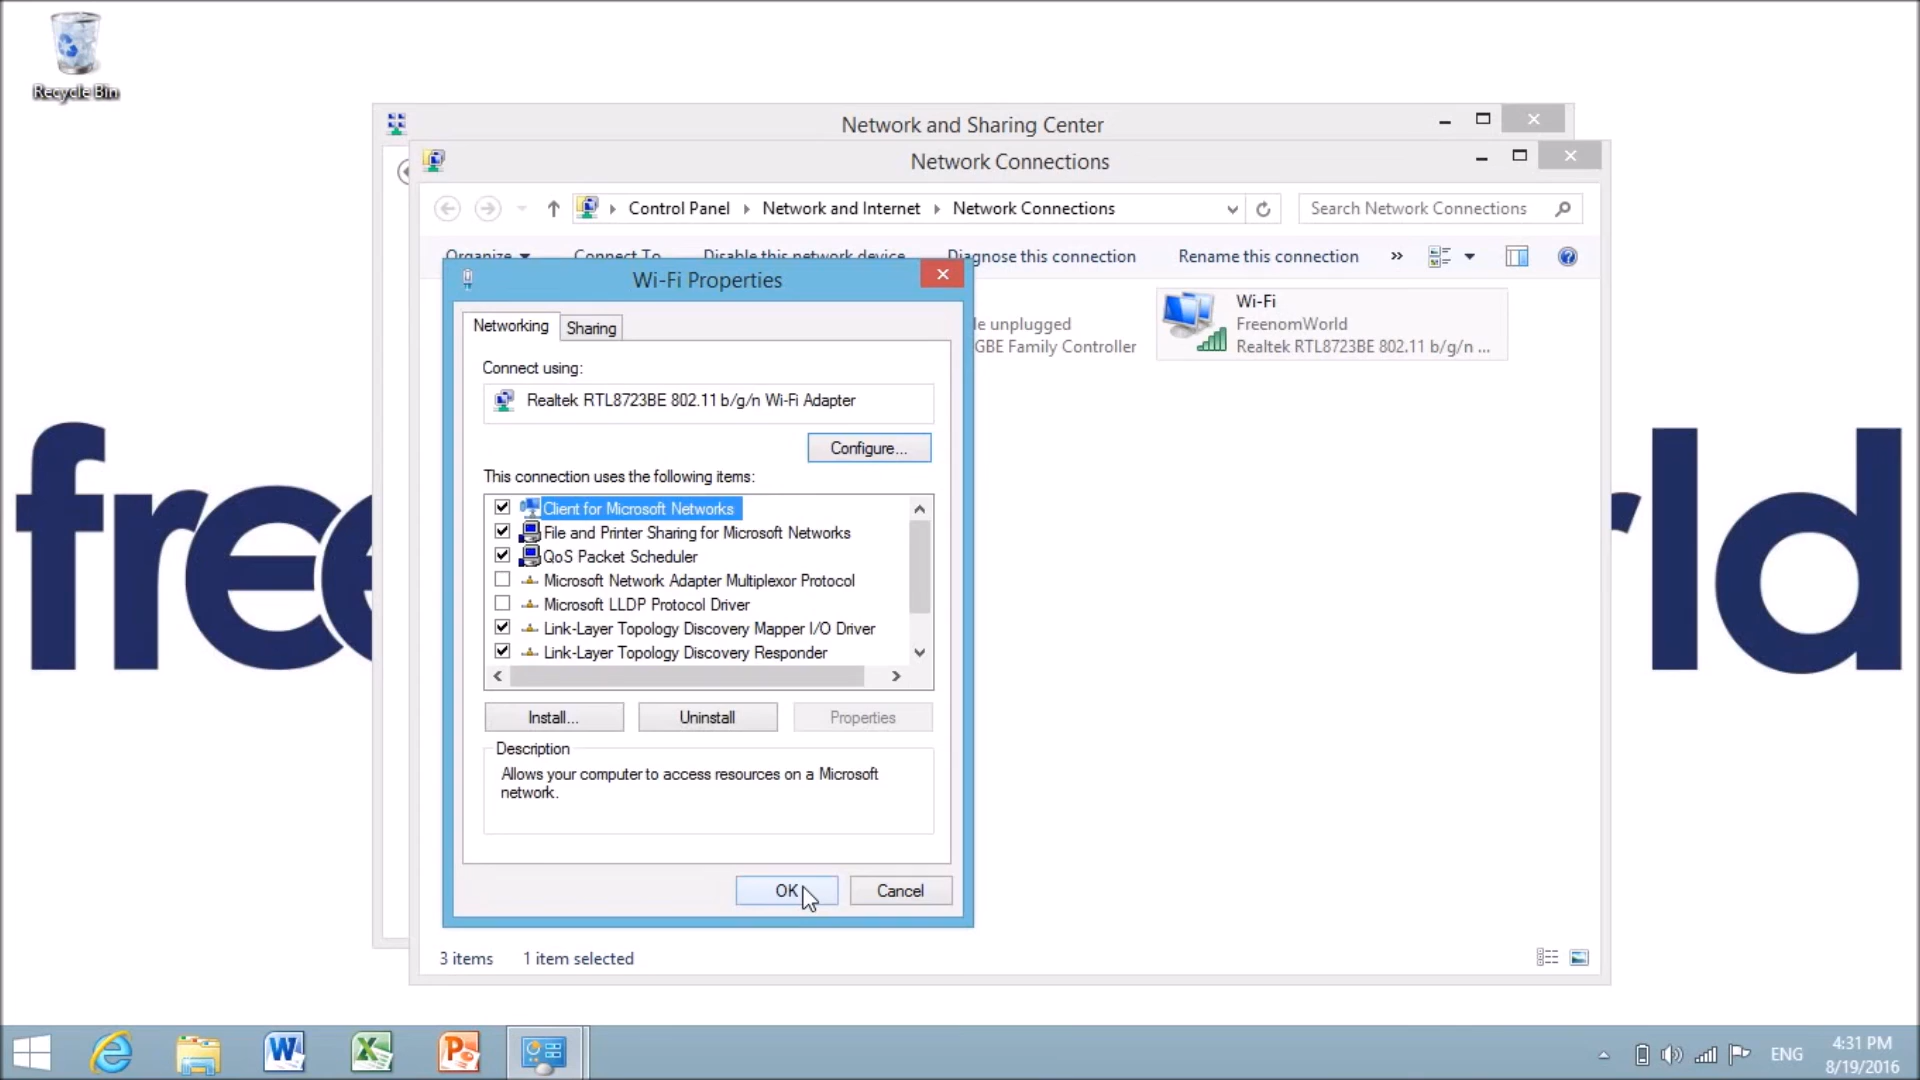 Recycle Bin
Network and Sharing Center
Network Connections
Control Panel
Network and Internet
Network Connections
Search Network Connections
Organize
Connect To
Disable this network device
Diagnose this connection
Rename this connection
»
Wi-Fi Properties
Networking
Sharing
Connect using:
Realtek RTL8723BE 802.11 b/g/n Wi-Fi Adapter
Configure...
This connection uses the following items:
Client for Microsoft Networks
File and Printer Sharing for Microsoft Networks
QoS Packet Scheduler
Microsoft Network Adapter Multiplexor Protocol
Microsoft LLDP Protocol Driver
Link-Layer Topology Discovery Mapper I/O Driver
Link-Layer Topology Discovery Responder
Install...
Uninstall
Properties
Description
Allows your computer to access resources on a Microsoft
network.
OK
Cancel
unplugged
GBE Family Controller
Wi-Fi
FreenomWorld
Realtek RTL8723BE 802.11 b/g/n ...
3 items
1 item selected
free
ld
ENG
4:31 PM
8/19/2016